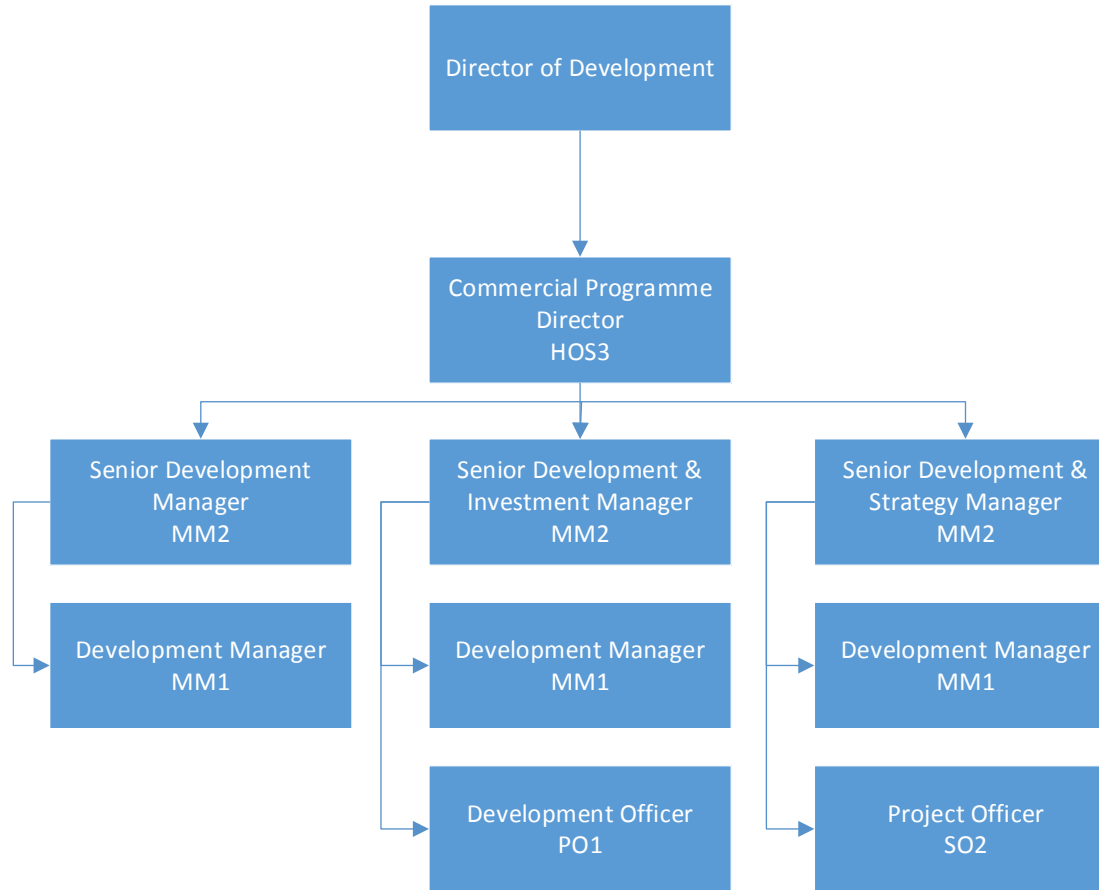 Director of Development
Commercial Programme
Director
HOS3
Senior Development
Manager
MM2
Senior Development &
Investment Manager
MM2
Senior Development &
Strategy Manager
MM2
Development Manager
MM1
Development Manager
MM1
Development Manager
MM1
Development Officer
PO1
Project Officer
SO2